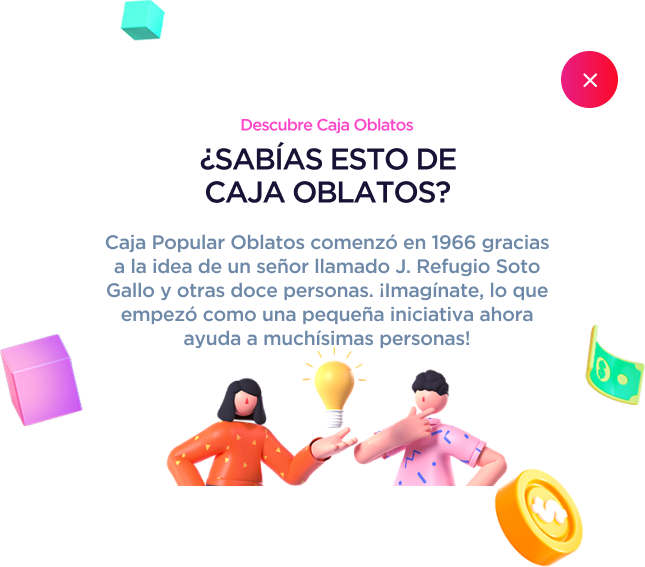 Descubre Caja Oblatos
¿SABÍAS ESTO DE
CAJA OBLATOS?
Caja Popular Oblatos comenzó en 1966 gracias
a la idea de un señor llamado J. Refugio Soto
Gallo y otras doce personas. ¡Imagínate, lo que
empezó como una pequeña iniciativa ahora
ayuda a muchísimas personas!